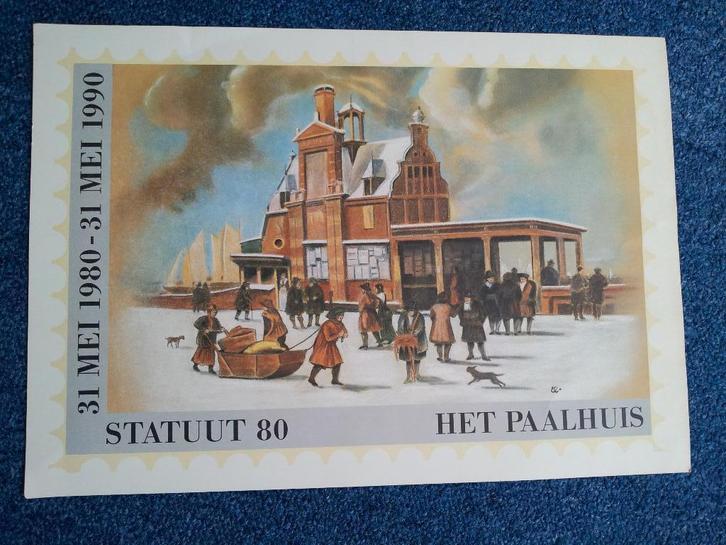 31 MEI 1980 - 31 MEI 1990
STATUUT 80
HET PAALHUIS